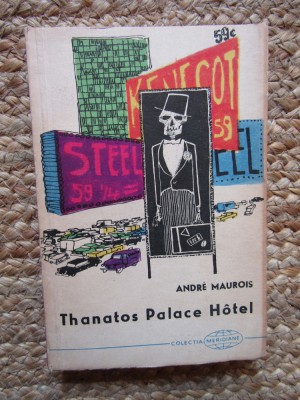 59¢
KENECOT
59
STEEL
59 1/4 =
EEL
ANDRÉ MAUROIS
Thanatos Palace Hôtel
COLECȚIA MERIDIANE